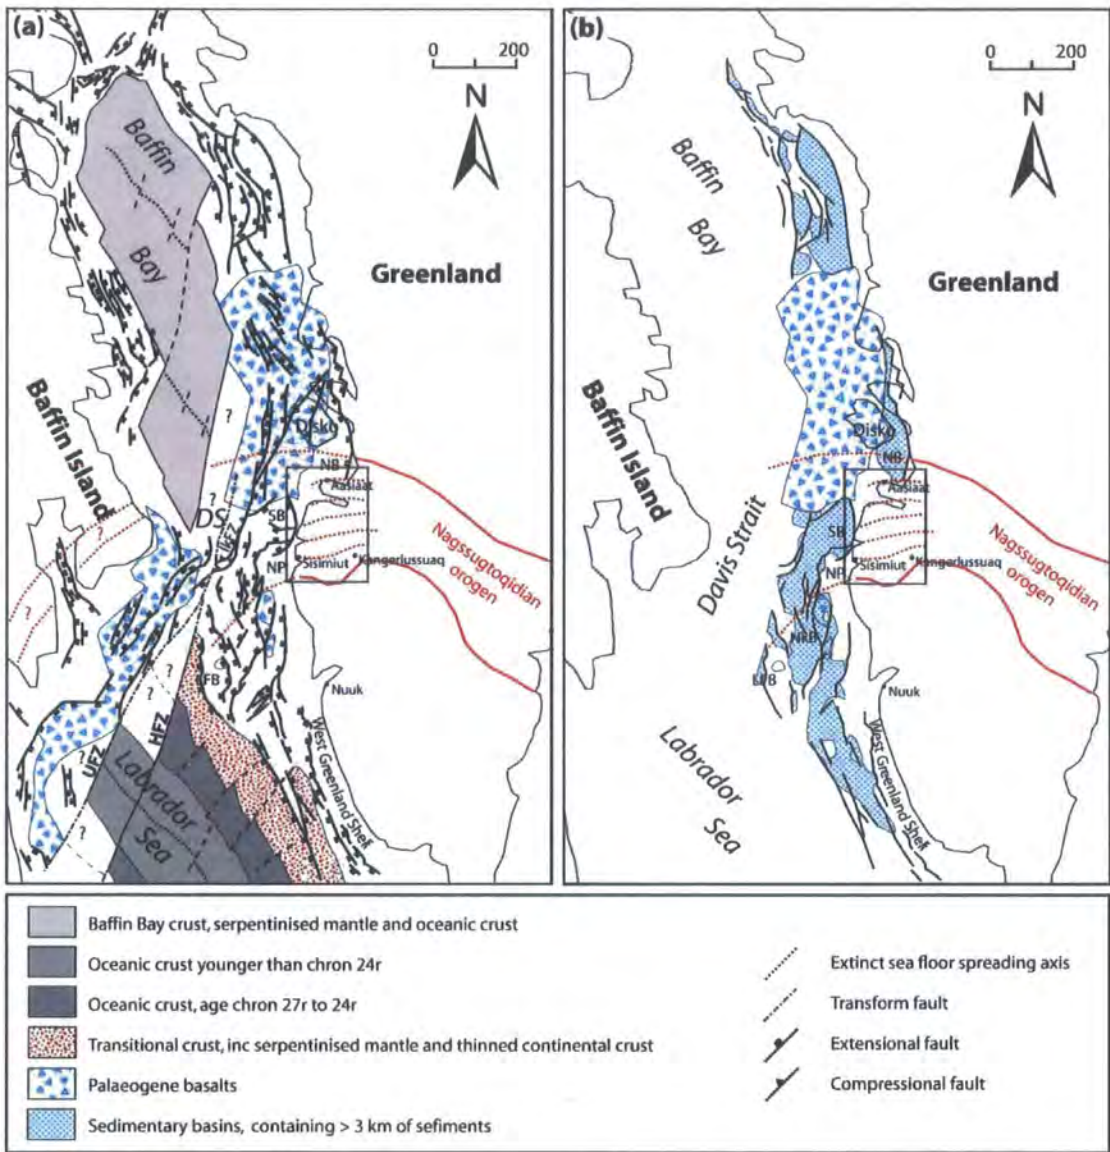 (a)
0 200
N
Baffin
Bay
Greenland
Baffin Island
Disko
NB
Aasiaat
DS
UFZ
SB
NP
Sisimiut
Kangerlussuaq
Nagssugtoqidian
orogen
?
?
?
?
?
?
?
?
?
LFB
Nuuk
HFZ
UFZ
Labrador
Sea
West Greenland Shelf
(b)
0 200
N
Baffin
Bay
Greenland
Baffin Island
Disko
NB
Aasiaat
SB
NP
Sisimiut
Kangerlussuaq
Nagssugtoqidian
orogen
Davis Strait
NRB
LFB
Nuuk
Labrador
Sea
West Greenland Shelf
Baffin Bay crust, serpentinised mantle and oceanic crust
Oceanic crust younger than chron 24r
Oceanic crust, age chron 27r to 24r
Transitional crust, inc serpentinised mantle and thinned continental crust
Palaeogene basalts
Sedimentary basins, containing > 3 km of sefiments
Extinct sea floor spreading axis
Transform fault
Extensional fault
Compressional fault